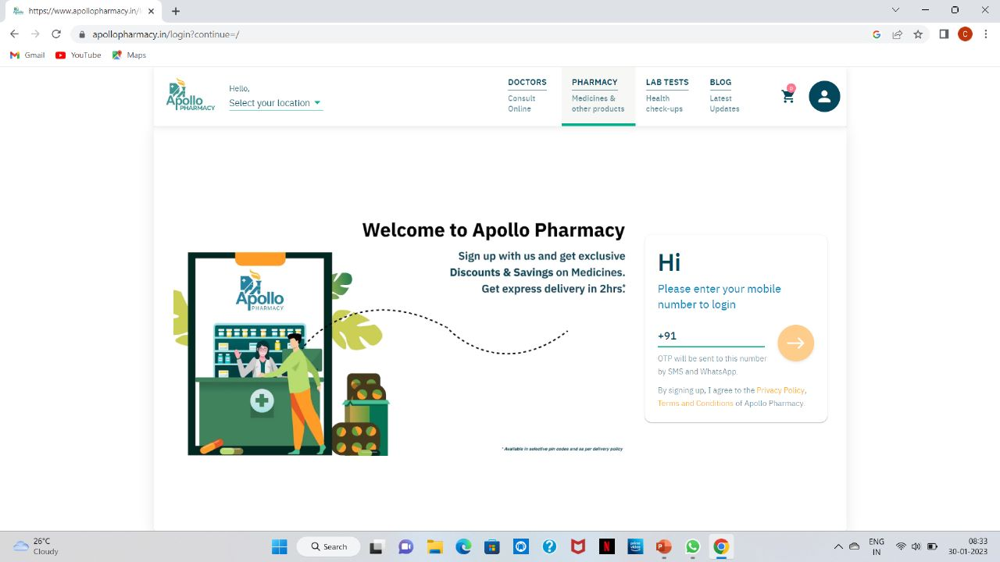 https://www.apollopharmacy.in/lo
apollopharmacy.in/login?continue=/
G
C
Gmail
YouTube
Maps
Apollo
PHARMACY
Hello,
Select your location
DOCTORS
Consult
Online
PHARMACY
Medicines &
other products
LAB TESTS
Health
check-ups
BLOG
Latest
Updates
0
Welcome to Apollo Pharmacy
Sign up with us and get exclusive
Discounts & Savings on Medicines.
Get express delivery in 2hrs.*
Apollo
PHARMACY
* Available in selective pin codes and as per delivery policy
Hi
Please enter your mobile
number to login
+91
OTP will be sent to this number
by SMS and WhatsApp.
By signing up, I agree to the Privacy Policy,
Terms and Conditions of Apollo Pharmacy.
26°C
Cloudy
Search
prime video
ENG
IN
08:33
30-01-2023